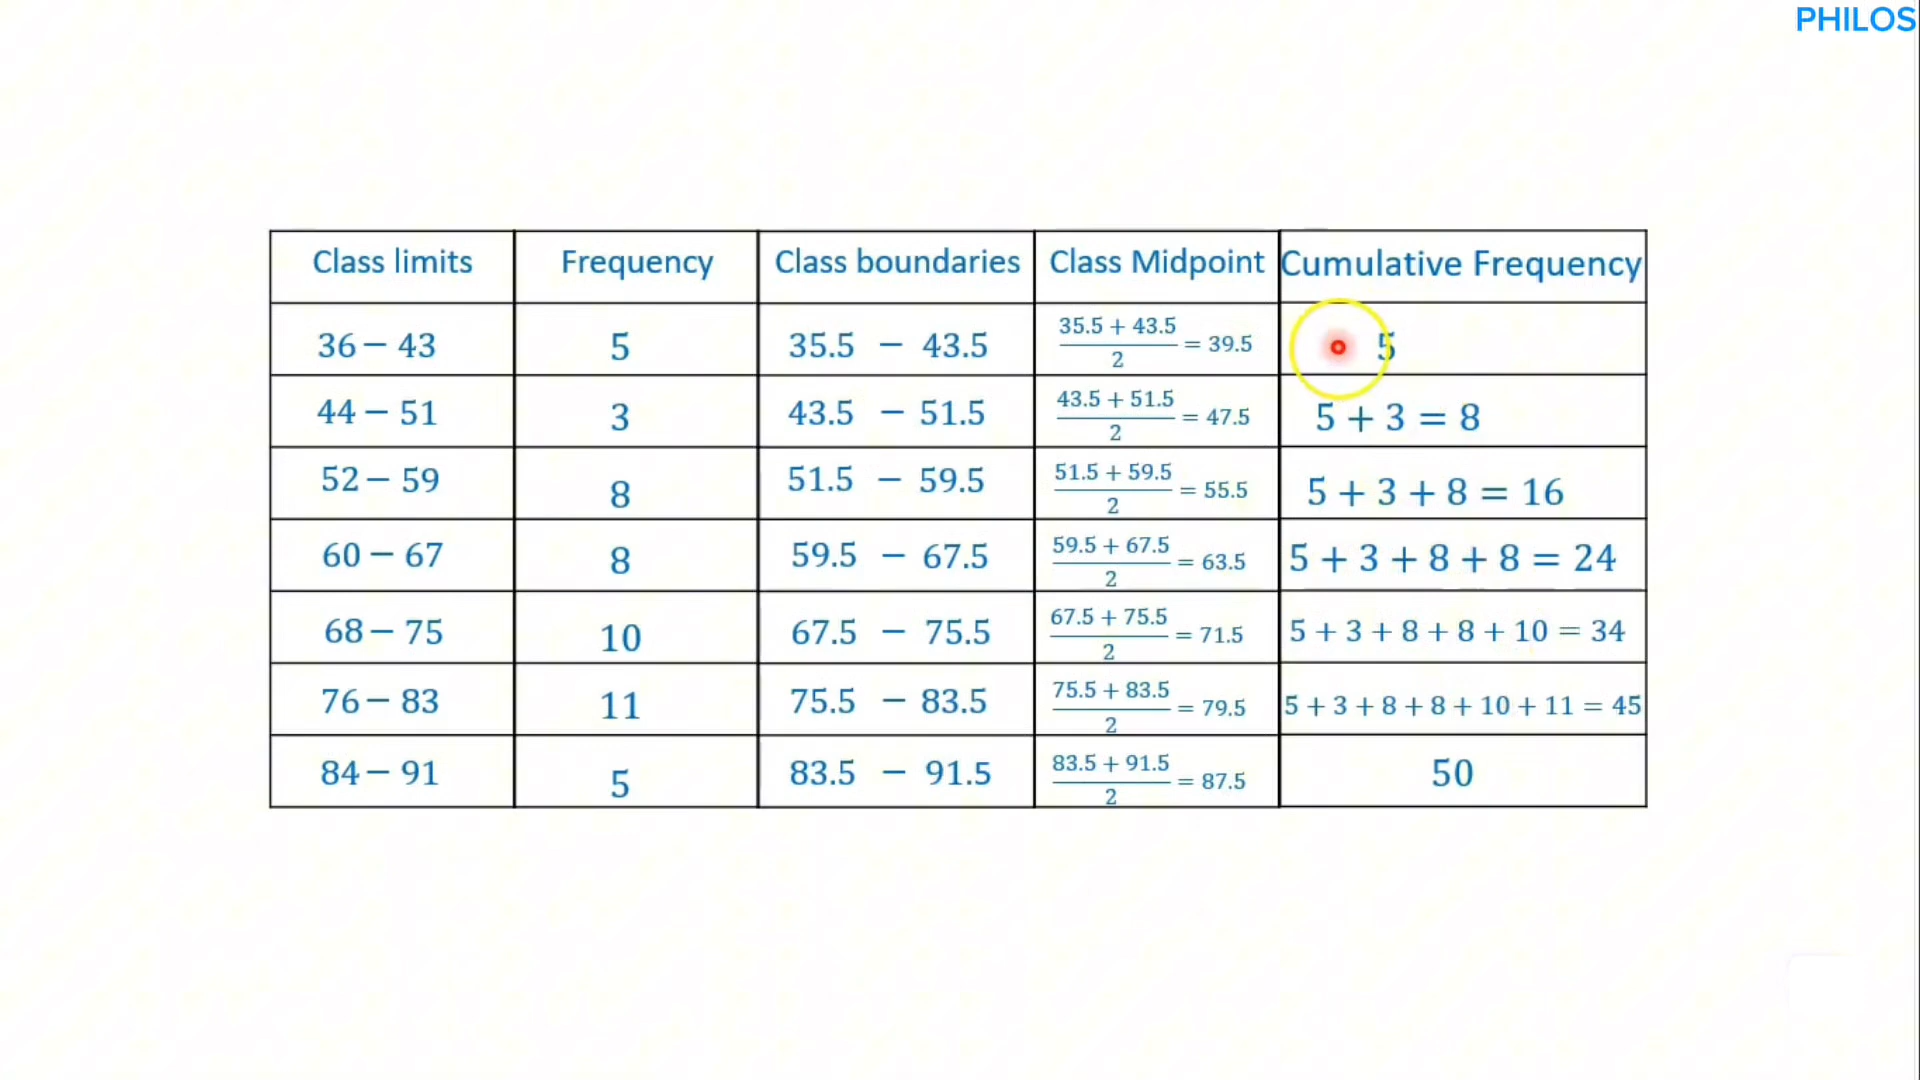 PHILOS
Class limits Frequency Class boundaries Class Midpoint Cumulative Frequency
36 − 43 5 35.5 − 43.5 (35.5 + 43.5)/2 = 39.5 5
44 − 51 3 43.5 − 51.5 (43.5 + 51.5)/2 = 47.5 5 + 3 = 8
52 − 59 8 51.5 − 59.5 (51.5 + 59.5)/2 = 55.5 5 + 3 + 8 = 16
60 − 67 8 59.5 − 67.5 (59.5 + 67.5)/2 = 63.5 5 + 3 + 8 + 8 = 24
68 − 75 10 67.5 − 75.5 (67.5 + 75.5)/2 = 71.5 5 + 3 + 8 + 8 + 10 = 34
76 − 83 11 75.5 − 83.5 (75.5 + 83.5)/2 = 79.5 5 + 3 + 8 + 8 + 10 + 11 = 45
84 − 91 5 83.5 − 91.5 (83.5 + 91.5)/2 = 87.5 50